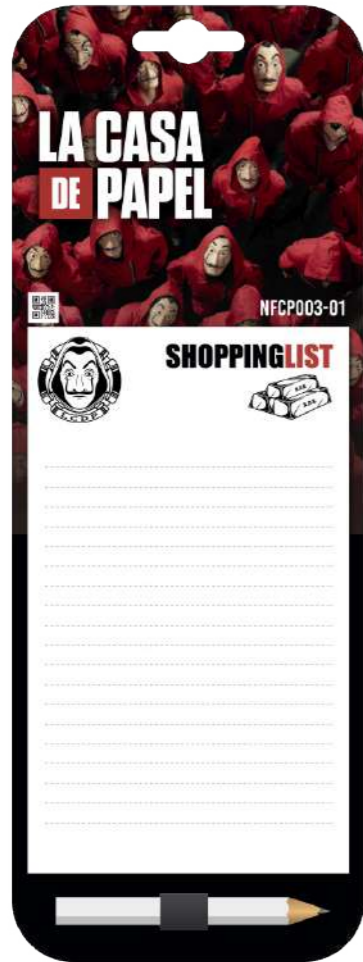 LA CASA
DE PAPEL
NFCP003-01
SHOPPINGLIST
L.C.D.P.